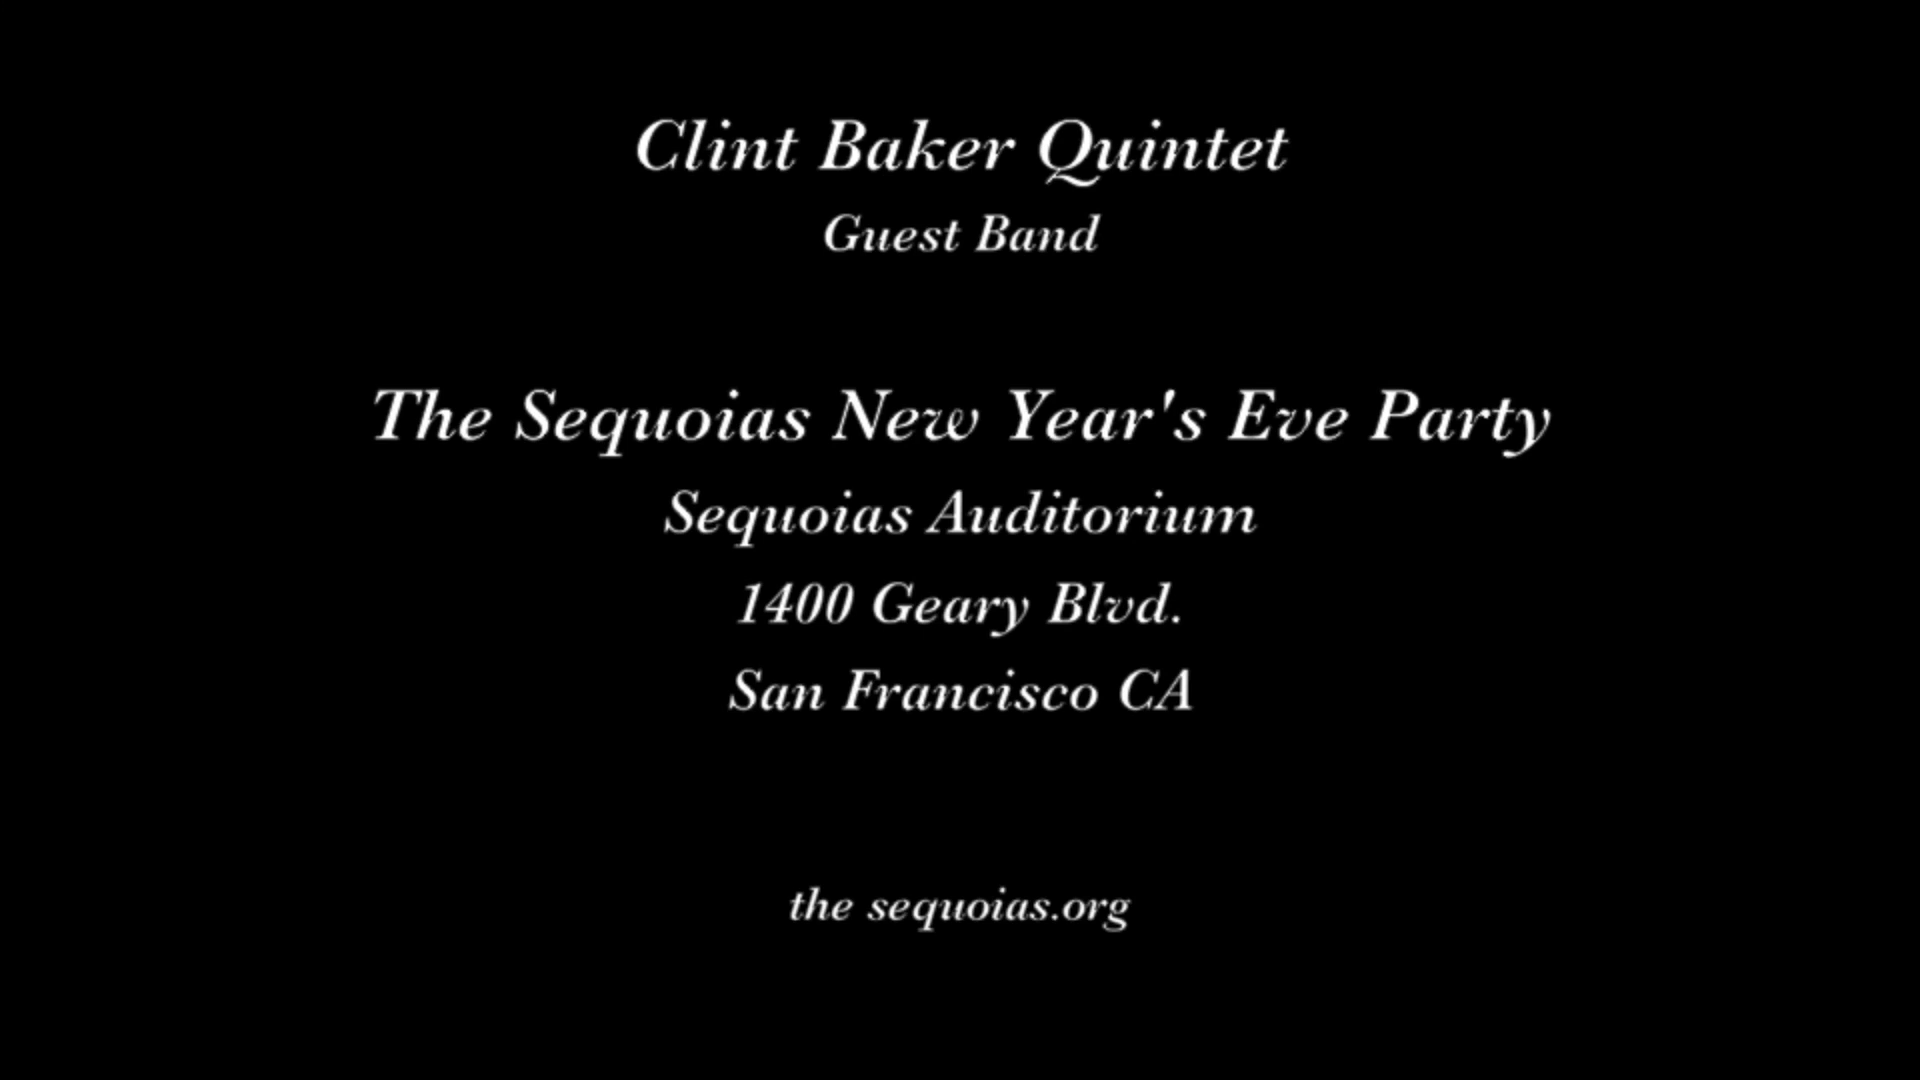 Clint Baker Quintet
Guest Band
The Sequoias New Year's Eve Party
Sequoias Auditorium
1400 Geary Blvd.
San Francisco CA
the sequoias.org